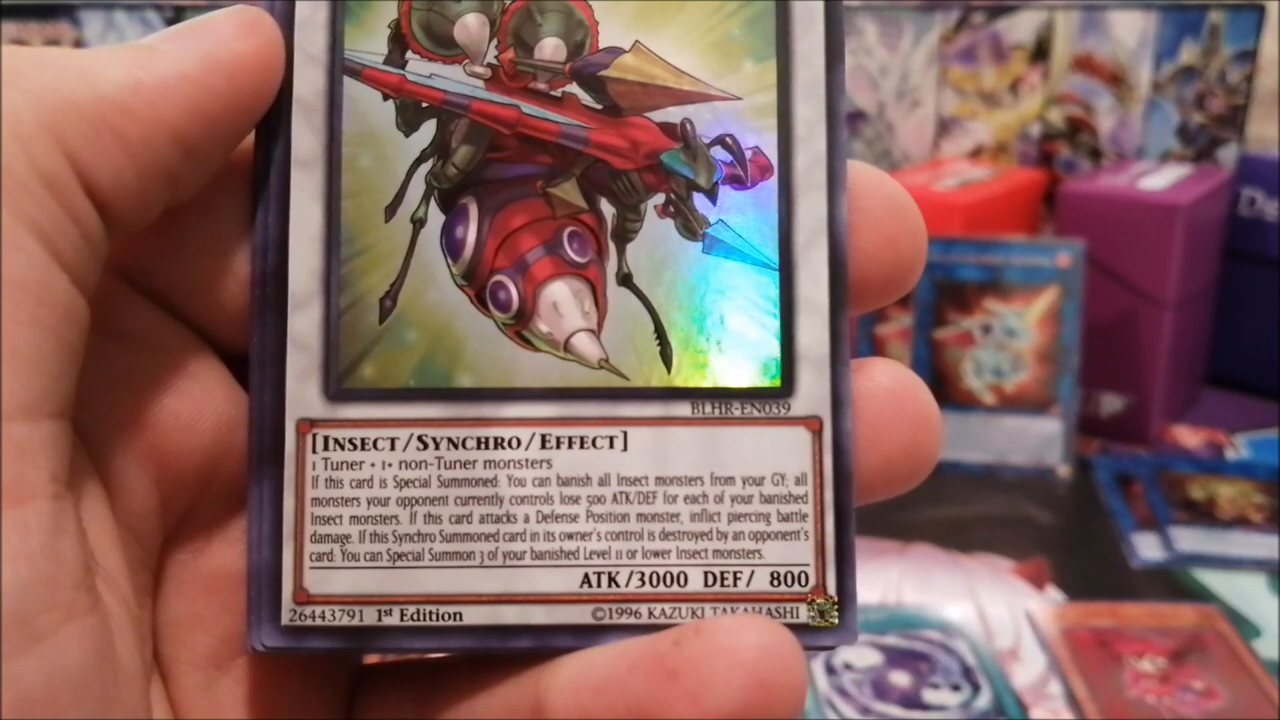 BLHR-EN039
[INSECT/SYNCHRO/EFFECT]
1 Tuner + 1+ non-Tuner monsters
If this card is Special Summoned: You can banish all Insect monsters from your GY; all
monsters your opponent currently controls lose 500 ATK/DEF for each of your banished
Insect monsters. If this card attacks a Defense Position monster, inflict piercing battle
damage. If this Synchro Summoned card in its owner's control is destroyed by an opponent's
card: You can Special Summon 3 of your banished Level 11 or lower Insect monsters.
ATK/3000 DEF/ 800
26443791 1st Edition ©1996 KAZUKI TAKAHASHI